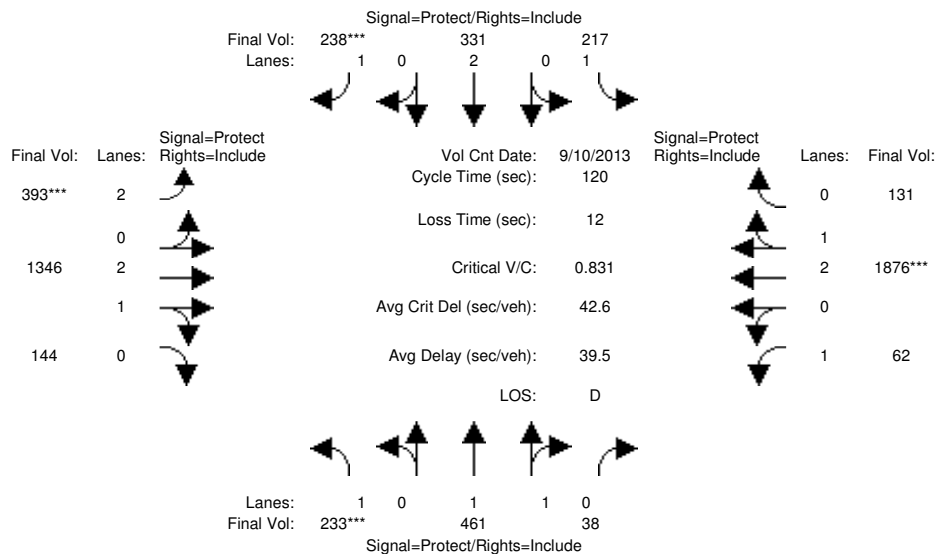 Signal=Protect/Rights=Include
Final Vol: 238*** 331 217
Lanes: 1 0 2 0 1
Signal=Protect Signal=Protect
Final Vol: Lanes: Rights=Include Vol Cnt Date: 9/10/2013 Rights=Include Lanes: Final Vol:
Cycle Time (sec): 120
393*** 2 0 131
Loss Time (sec): 12
0 1
1346 2 Critical V/C: 0.831 2 1876***
1 Avg Crit Del (sec/veh): 42.6 0
144 0 Avg Delay (sec/veh): 39.5 1 62
LOS: D
Lanes: 1 0 1 1 0
Final Vol: 233*** 461 38
Signal=Protect/Rights=Include